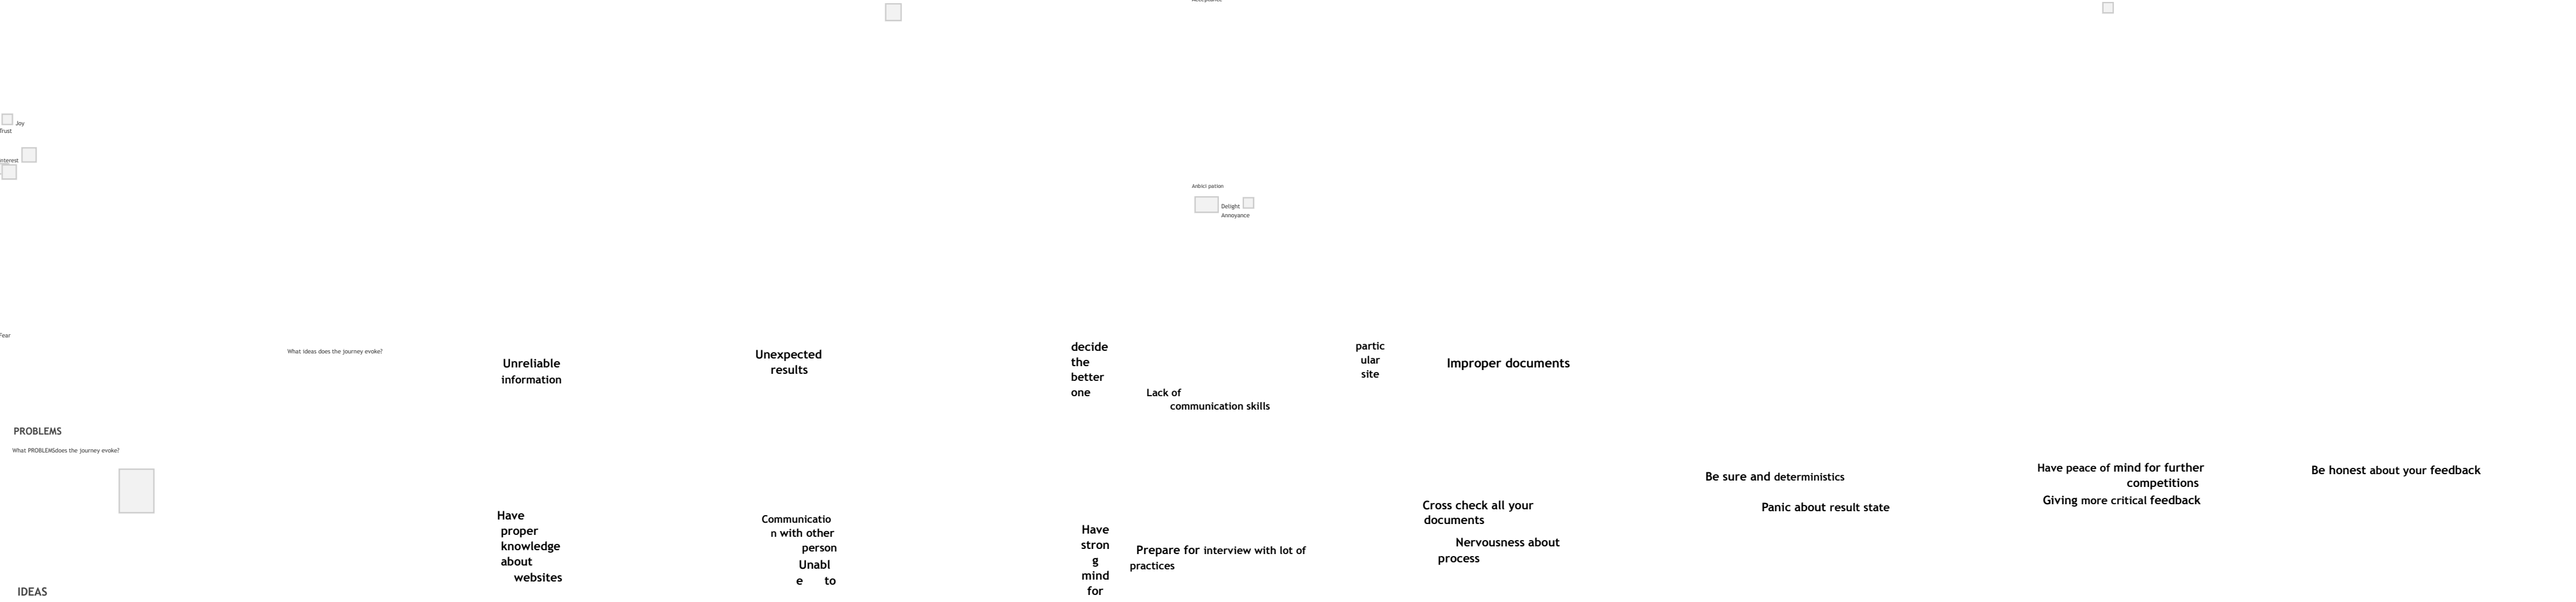 Joy
Trust
Anbici pation
Delight
Annoyance
Fear
What ideas does the journey evoke?
Unreliable
information
Unexpected
results
decide
the
better
one
Lack of
communication skills
partic
ular
site
Improper documents
PROBLEMS
What PROBLEMSdoes the journey evoke?
Have
proper
knowledge
about
websites
Communicatio
n with other
person
Unabl
e to
Have
stron
g
mind
for
Prepare for interview with lot of
practices
Cross check all your
documents
Nervousness about
process
Be sure and deterministics
Panic about result state
Have peace of mind for further
competitions
Giving more critical feedback
Be honest about your feedback
IDEAS